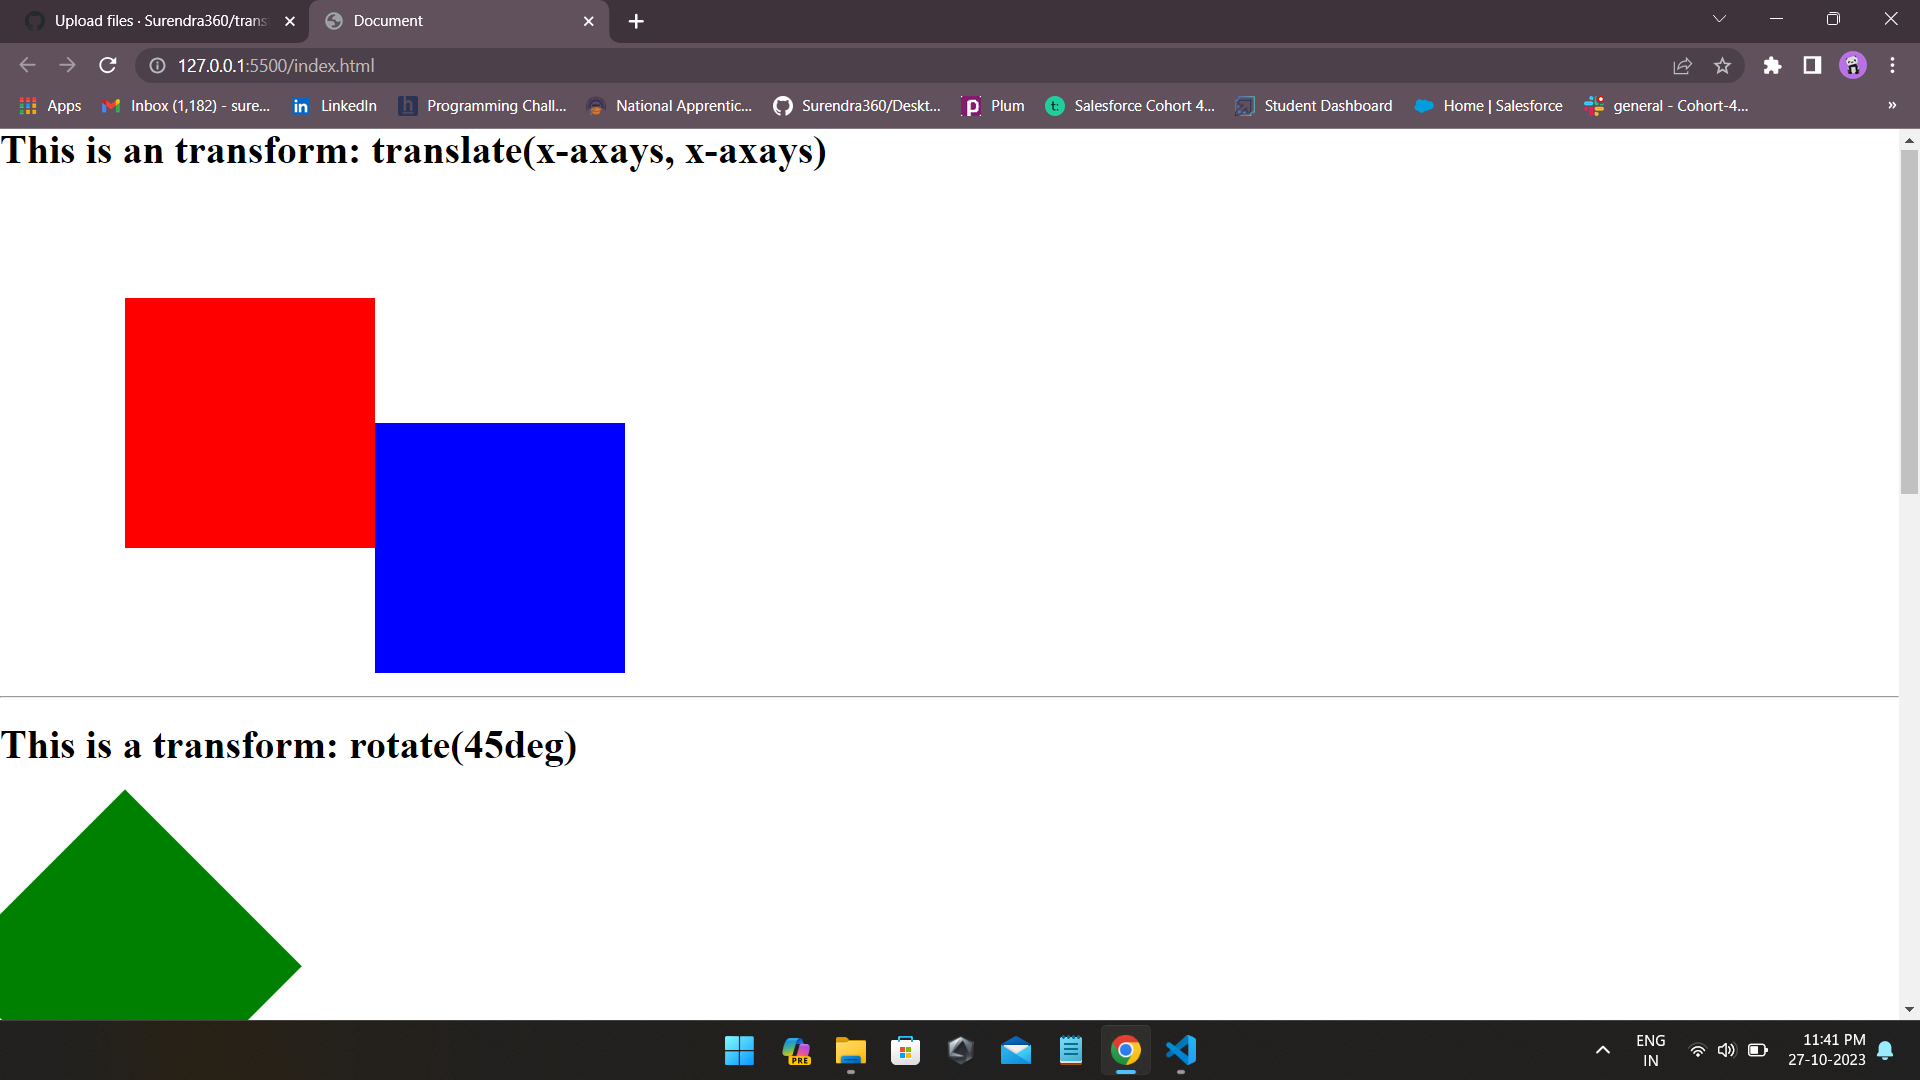 Upload files · Surendra360/trans
Document
127.0.0.1:5500/index.html
Apps
Inbox (1,182) - sure...
LinkedIn
Programming Chall...
National Apprentic...
Surendra360/Deskt...
Plum
Salesforce Cohort 4...
Student Dashboard
Home | Salesforce
general - Cohort-4...
»
This is an transform: translate(x-axays, x-axays)
This is a transform: rotate(45deg)
PRE
ENG
IN
11:41 PM
27-10-2023